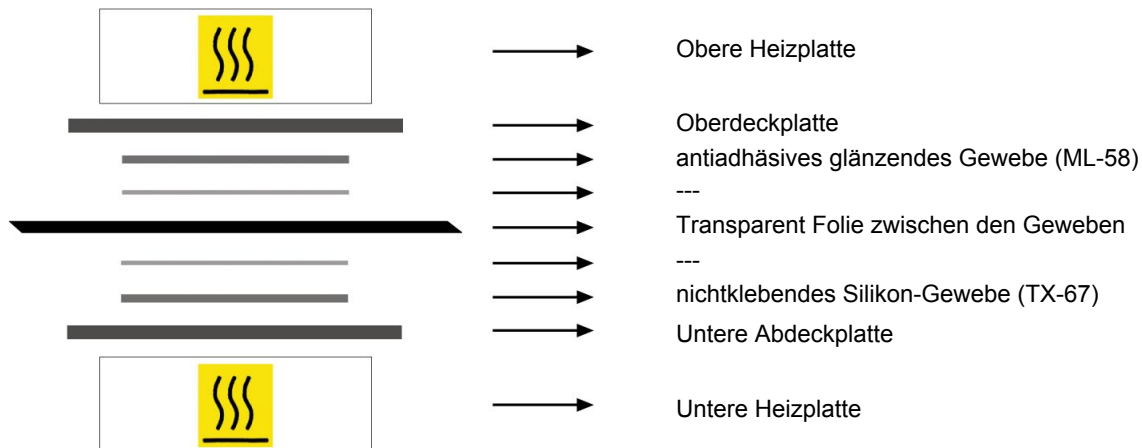 Obere Heizplatte
Oberdeckplatte
antiadhäsives glänzendes Gewebe (ML-58)
---
Transparent Folie zwischen den Geweben
---
nichtklebendes Silikon-Gewebe (TX-67)
Untere Abdeckplatte
Untere Heizplatte